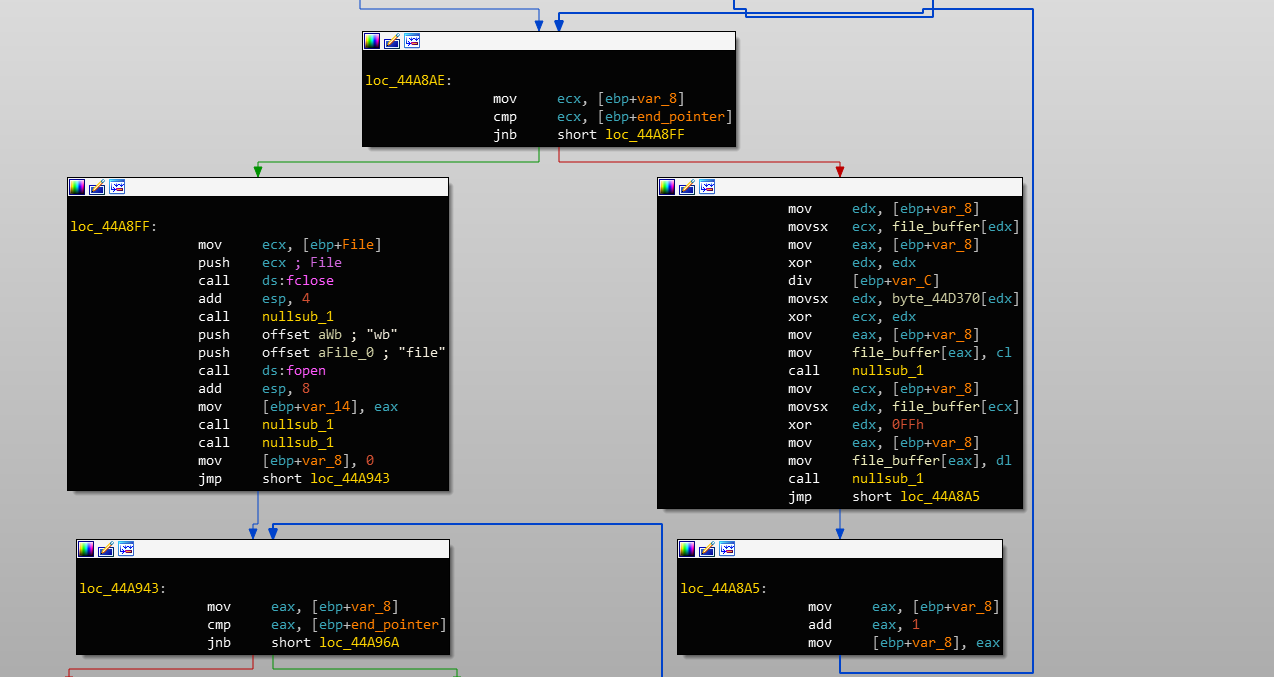 loc_44A8AE:
mov ecx, [ebp+var_8]
cmp ecx, [ebp+end_pointer]
jnb short loc_44A8FF
loc_44A8FF:
mov ecx, [ebp+File]
push ecx ; File
call ds:fclose
add esp, 4
call nullsub_1
push offset aWb ; "wb"
push offset aFile_0 ; "file"
call ds:fopen
add esp, 8
mov [ebp+var_14], eax
call nullsub_1
call nullsub_1
mov [ebp+var_8], 0
jmp short loc_44A943
mov edx, [ebp+var_8]
movsx ecx, file_buffer[edx]
mov eax, [ebp+var_8]
xor edx, edx
div [ebp+var_C]
movsx edx, byte_44D370[edx]
xor ecx, edx
mov eax, [ebp+var_8]
mov file_buffer[eax], cl
call nullsub_1
mov ecx, [ebp+var_8]
movsx edx, file_buffer[ecx]
xor edx, 0FFh
mov eax, [ebp+var_8]
mov file_buffer[eax], dl
call nullsub_1
jmp short loc_44A8A5
loc_44A943:
mov eax, [ebp+var_8]
cmp eax, [ebp+end_pointer]
jnb short loc_44A96A
loc_44A8A5:
mov eax, [ebp+var_8]
add eax, 1
mov [ebp+var_8], eax